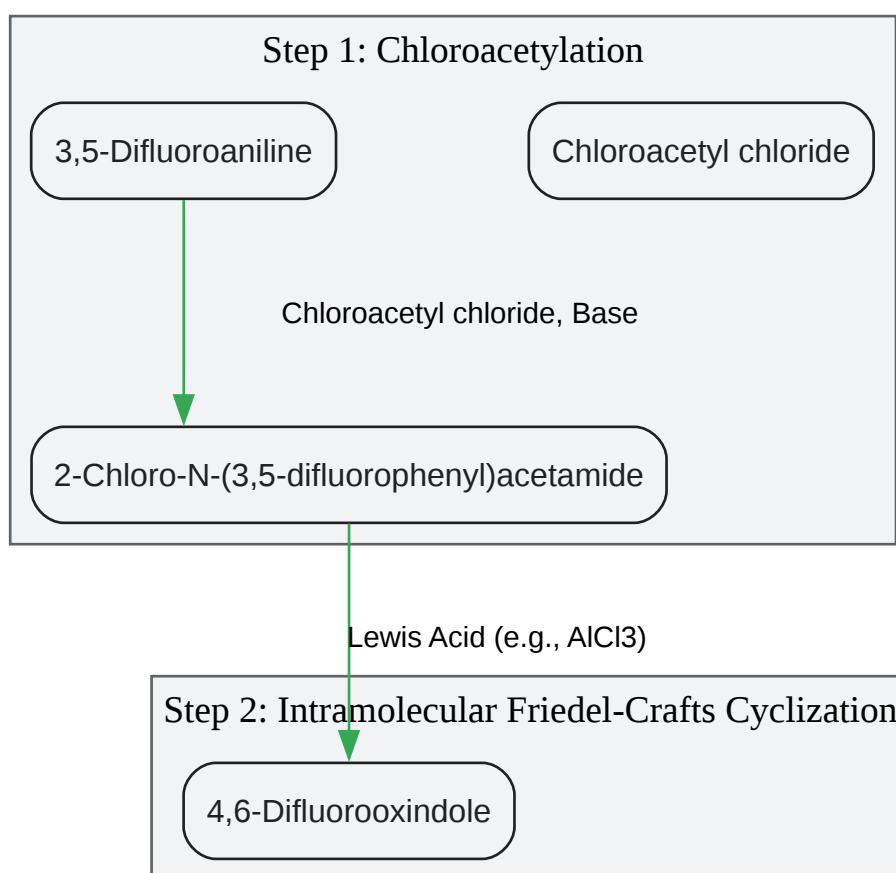 Step 1: Chloroacetylation
3,5-Difluoroaniline
Chloroacetyl chloride
Chloroacetyl chloride, Base
2-Chloro-N-(3,5-difluorophenyl)acetamide
Lewis Acid (e.g., AlCl3)
Step 2: Intramolecular Friedel-Crafts Cyclization
4,6-Difluorooxindole